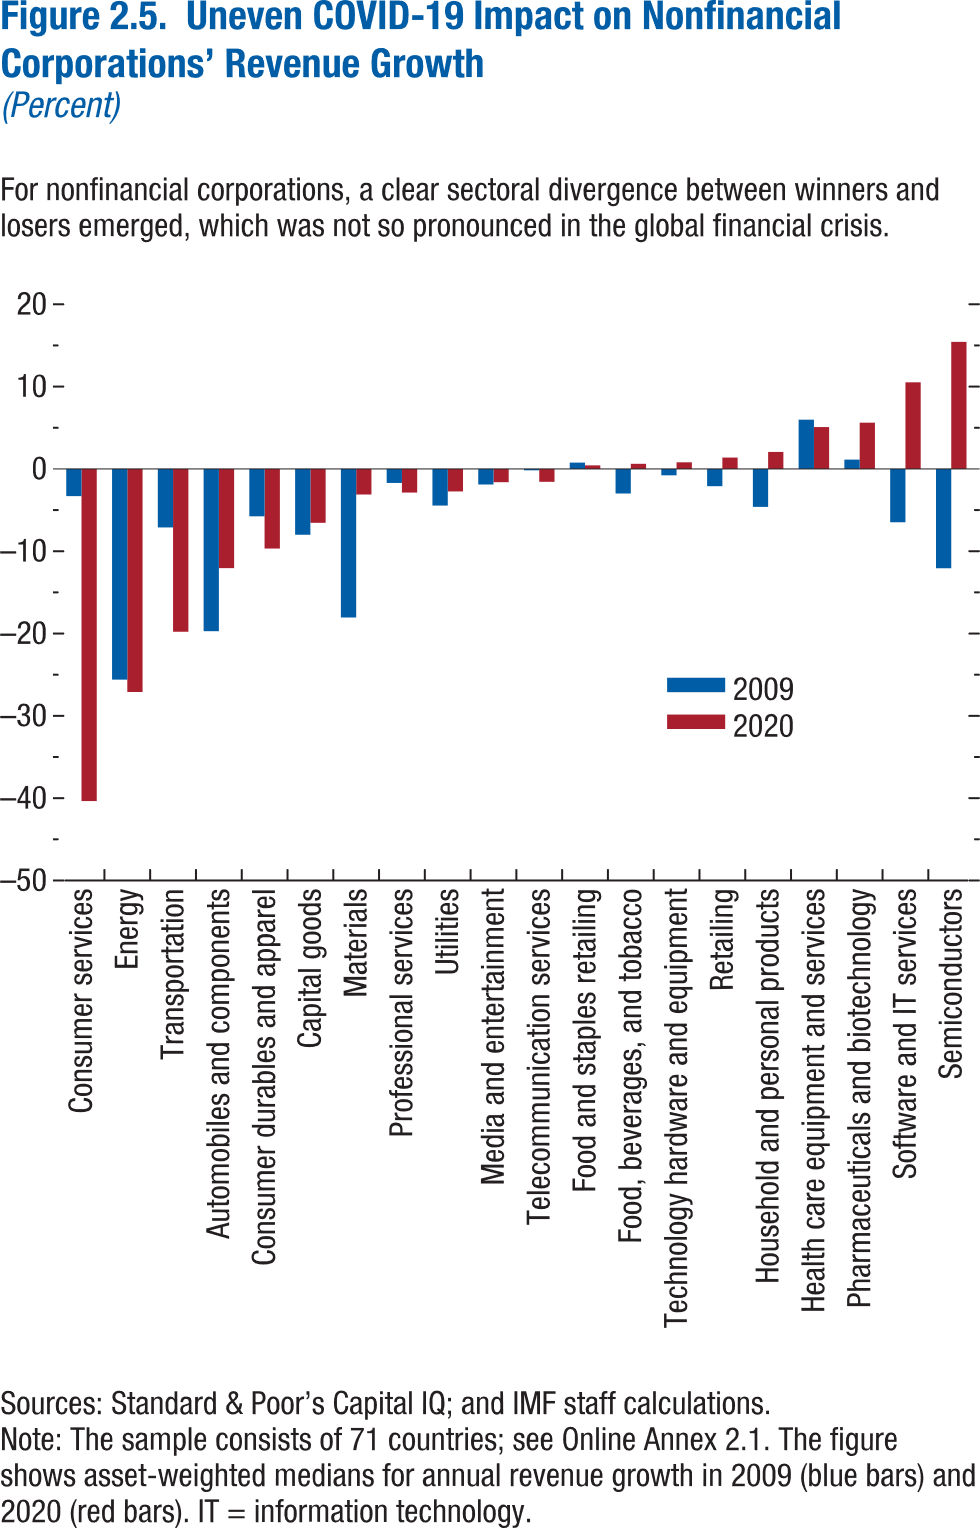 Figure 2.5.  Uneven COVID-19 Impact on Nonfinancial
Corporations’ Revenue Growth
(Percent)
For nonfinancial corporations, a clear sectoral divergence between winners and
losers emerged, which was not so pronounced in the global financial crisis.
20
10
0
–10
–20
–30
–40
–50
2009
2020
Consumer services
Energy
Transportation
Automobiles and components
Consumer durables and apparel
Capital goods
Materials
Professional services
Utilities
Media and entertainment
Telecommunication services
Food and staples retailing
Food, beverages, and tobacco
Technology hardware and equipment
Retailing
Household and personal products
Health care equipment and services
Pharmaceuticals and biotechnology
Software and IT services
Semiconductors
Sources: Standard & Poor’s Capital IQ; and IMF staff calculations.
Note: The sample consists of 71 countries; see Online Annex 2.1. The figure
shows asset-weighted medians for annual revenue growth in 2009 (blue bars) and
2020 (red bars). IT = information technology.